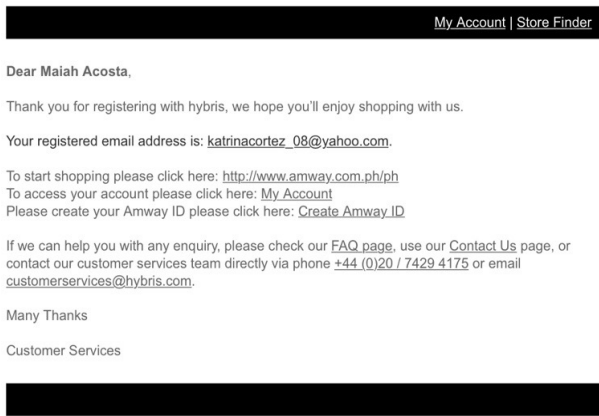 My Account | Store Finder
Dear Maiah Acosta,
Thank you for registering with hybris, we hope you'll enjoy shopping with us.
Your registered email address is: katrinacortez_08@yahoo.com.
To start shopping please click here: http://www.amway.com.ph/ph
To access your account please click here: My Account
Please create your Amway ID please click here: Create Amway ID
If we can help you with any enquiry, please check our FAQ page, use our Contact Us page, or
contact our customer services team directly via phone +44 (0)20 / 7429 4175 or email
customerservices@hybris.com.
Many Thanks
Customer Services